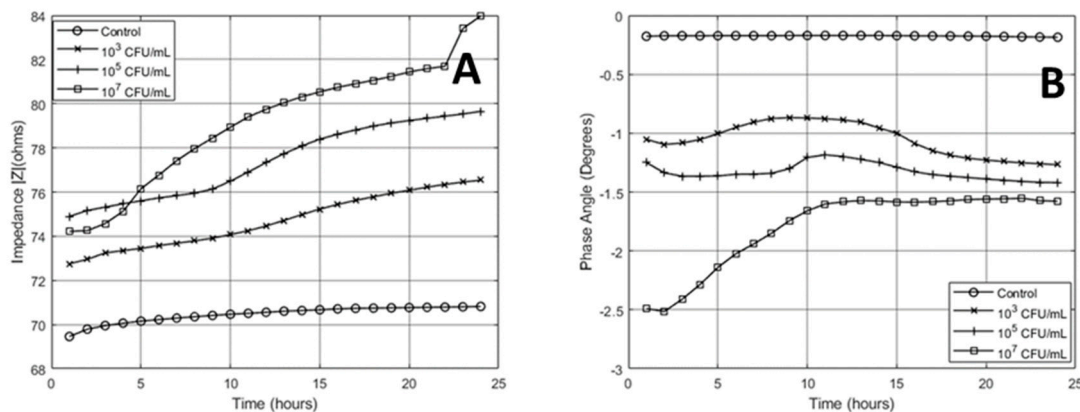 84
82
80
78
76
74
72
70
68
Impedance |Z|(ohms)
Control
10³ CFU/mL
10⁵ CFU/mL
10⁷ CFU/mL
A
0 5 10 15 20 25
Time (hours)
0
-0.5
-1
-1.5
-2
-2.5
-3
Phase Angle (Degrees)
B
Control
10³ CFU/mL
10⁵ CFU/mL
10⁷ CFU/mL
0 5 10 15 20 25
Time (hours)